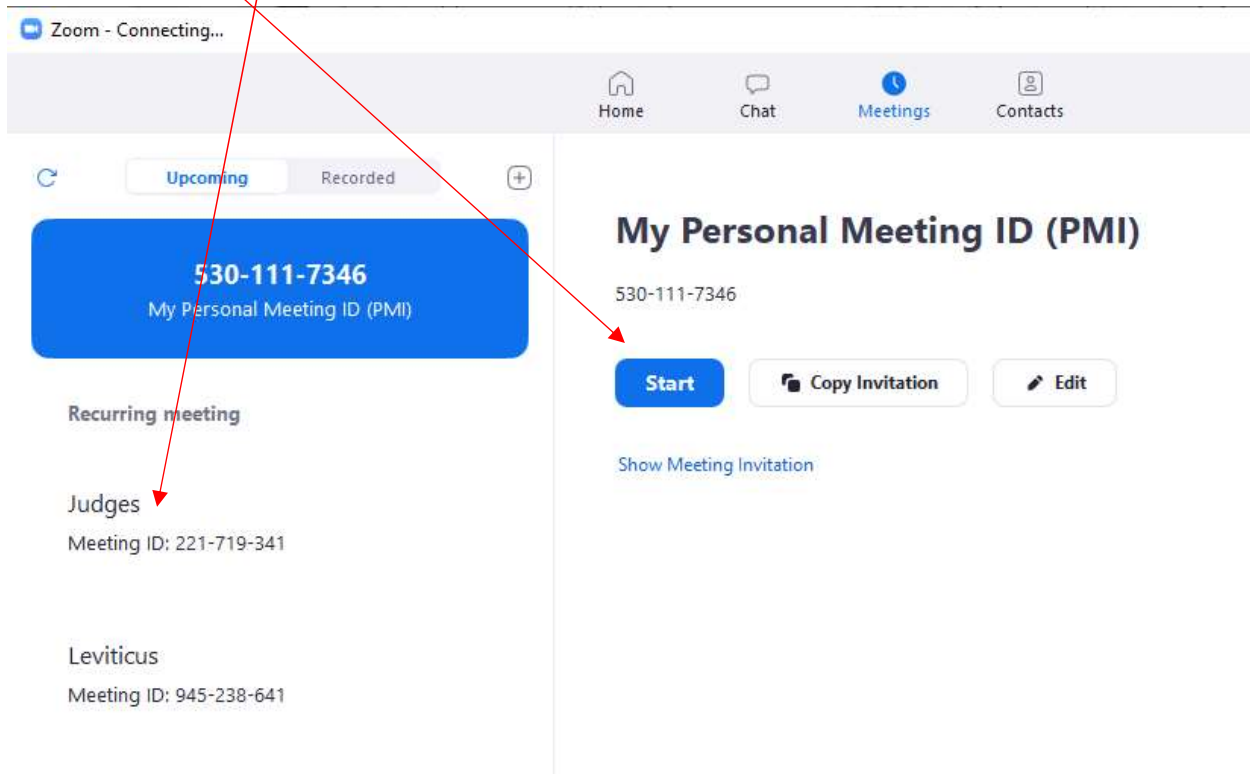 Zoom - Connecting...
Home Chat Meetings Contacts
Upcoming Recorded
530-111-7346
My Personal Meeting ID (PMI)
Recurring meeting
Judges
Meeting ID: 221-719-341
Leviticus
Meeting ID: 945-238-641
My Personal Meeting ID (PMI)
530-111-7346
Start Copy Invitation Edit
Show Meeting Invitation